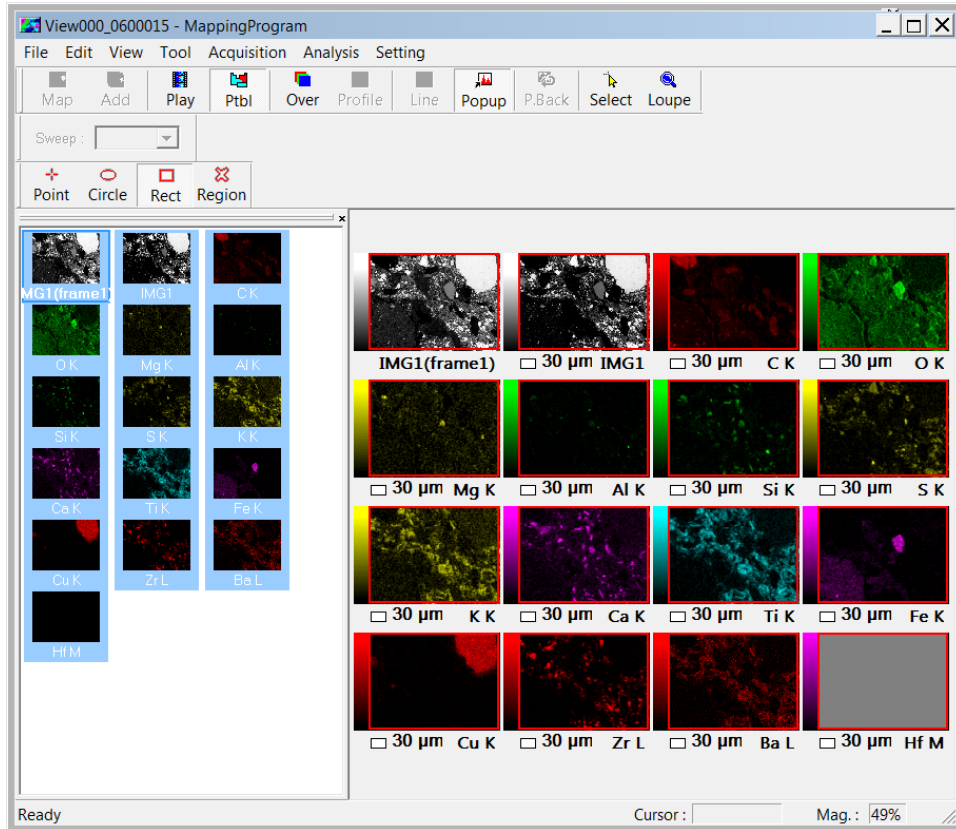 View000_0600015 - MappingProgram
File Edit View Tool Acquisition Analysis Setting
Map Add Play Ptbl Over Profile Line Popup P.Back Select Loupe
Sweep :
Point Circle Rect Region
MG1(frame1) IMG1 C K
O K Mg K Al K
Si K S K K K
Ca K Ti K Fe K
Cu K Zr L Ba L
Hf M
IMG1(frame1) 30 μm IMG1 30 μm C K 30 μm O K
30 μm Mg K 30 μm Al K 30 μm Si K 30 μm S K
30 μm K K 30 μm Ca K 30 μm Ti K 30 μm Fe K
30 μm Cu K 30 μm Zr L 30 μm Ba L 30 μm Hf M
Ready Cursor : Mag. : 49%